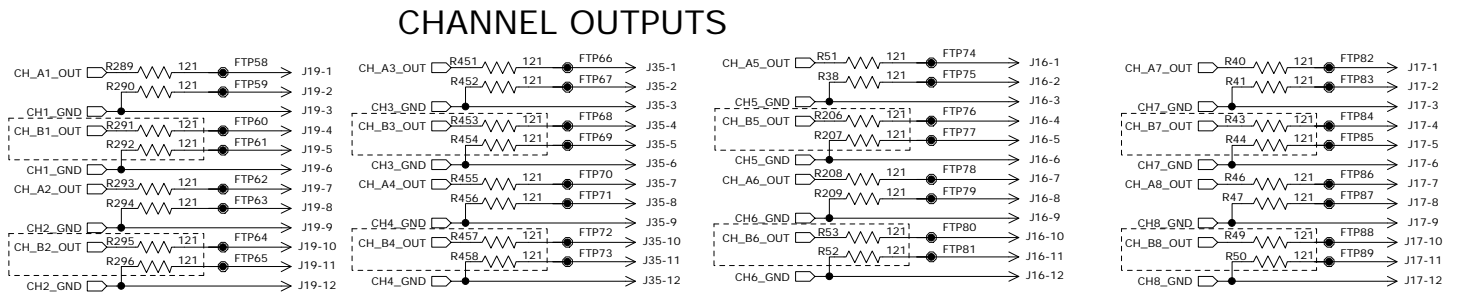 CHANNEL OUTPUTS
CH_A1_OUT R289 121 FTP58 J19-1
R290 121 FTP59 J19-2
CH1_GND J19-3
CH_B1_OUT R291 121 FTP60 J19-4
R292 121 FTP61 J19-5
CH1_GND J19-6
CH_A2_OUT R293 121 FTP62 J19-7
R294 121 FTP63 J19-8
CH2_GND J19-9
CH_B2_OUT R295 121 FTP64 J19-10
R296 121 FTP65 J19-11
CH2_GND J19-12
CH_A3_OUT R451 121 FTP66 J35-1
R452 121 FTP67 J35-2
CH3_GND J35-3
CH_B3_OUT R453 121 FTP68 J35-4
R454 121 FTP69 J35-5
CH3_GND J35-6
CH_A4_OUT R455 121 FTP70 J35-7
R456 121 FTP71 J35-8
CH4_GND J35-9
CH_B4_OUT R457 121 FTP72 J35-10
R458 121 FTP73 J35-11
CH4_GND J35-12
CH_A5_OUT R51 121 FTP74 J16-1
R38 121 FTP75 J16-2
CH5_GND J16-3
CH_B5_OUT R206 121 FTP76 J16-4
R207 121 FTP77 J16-5
CH5_GND J16-6
CH_A6_OUT R208 121 FTP78 J16-7
R209 121 FTP79 J16-8
CH6_GND J16-9
CH_B6_OUT R53 121 FTP80 J16-10
R52 121 FTP81 J16-11
CH6_GND J16-12
CH_A7_OUT R40 121 FTP82 J17-1
R41 121 FTP83 J17-2
CH7_GND J17-3
CH_B7_OUT R43 121 FTP84 J17-4
R44 121 FTP85 J17-5
CH7_GND J17-6
CH_A8_OUT R46 121 FTP86 J17-7
R47 121 FTP87 J17-8
CH8_GND J17-9
CH_B8_OUT R49 121 FTP88 J17-10
R50 121 FTP89 J17-11
CH8_GND J17-12